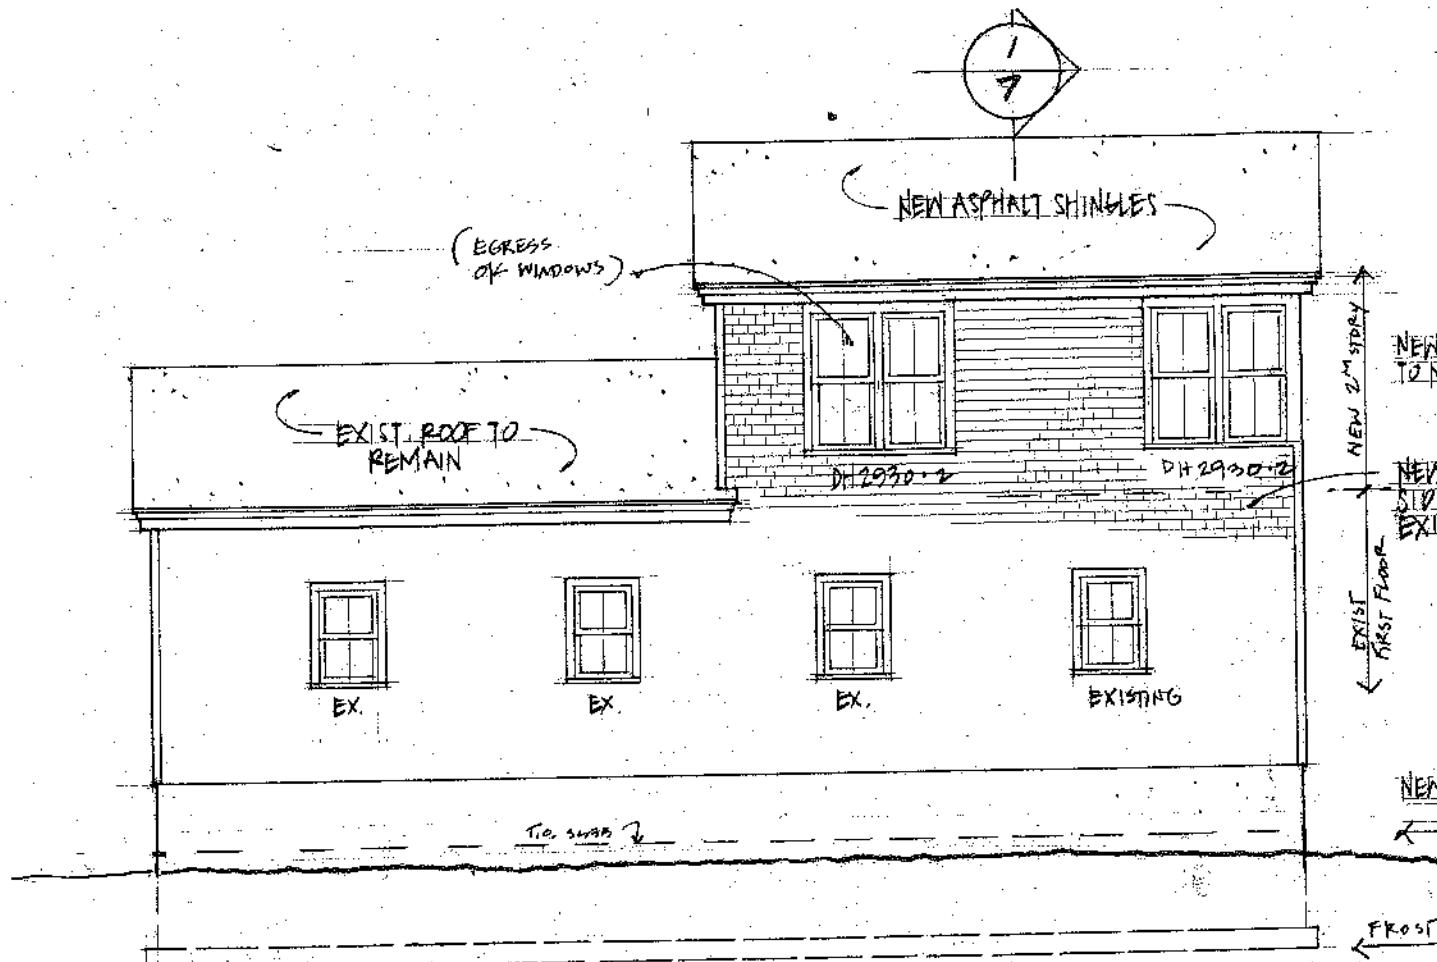 1
7
NEW ASPHALT SHINGLES
(EGRESS
OK WINDOWS)
NEW 2ND STORY
NEW
EXIST. ROOF TO
REMAIN
DH 2930-2
DH 2930-2
NEW
EXIST
FIRST FLOOR
EX.
EX.
EX.
EXISTING
NEW
T.O. SLAB
FROST